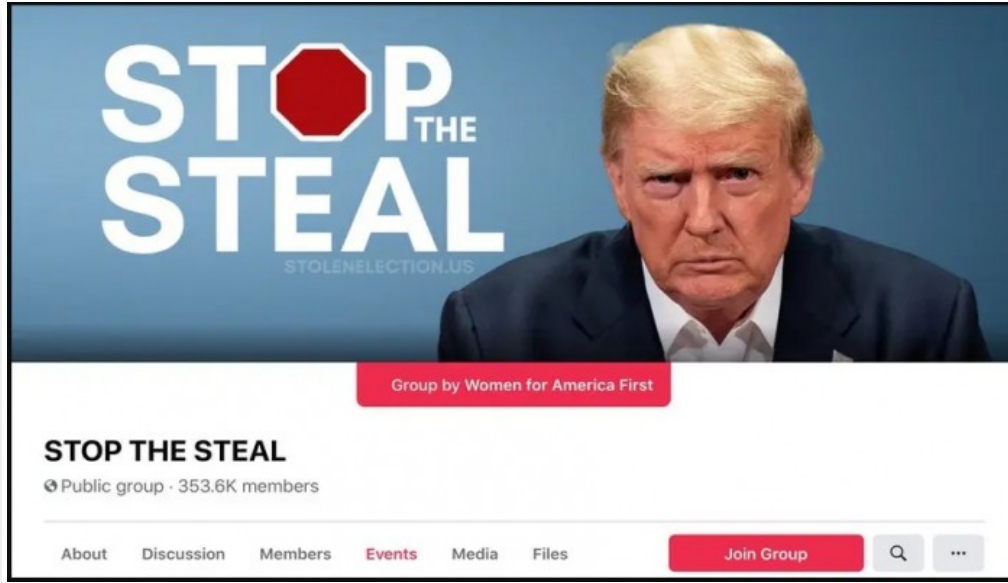 STOP
THE
STEAL
STOLENELECTION.US
Group by Women for America First
STOP THE STEAL
Public group · 353.6K members
About Discussion Members Events Media Files Join Group